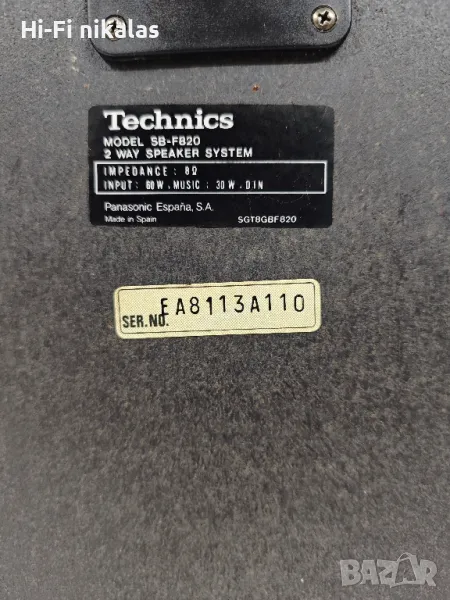 Hi-Fi nikalas
Technics
MODEL SB-F820
2 WAY SPEAKER SYSTEM
IMPEDANCE : 8Ω
INPUT: 60W, MUSIC: 30W, DIN
Panasonic España, S.A.
Made in Spain SGT8GBF820
SER.NO. EA8113A110
BAZAR